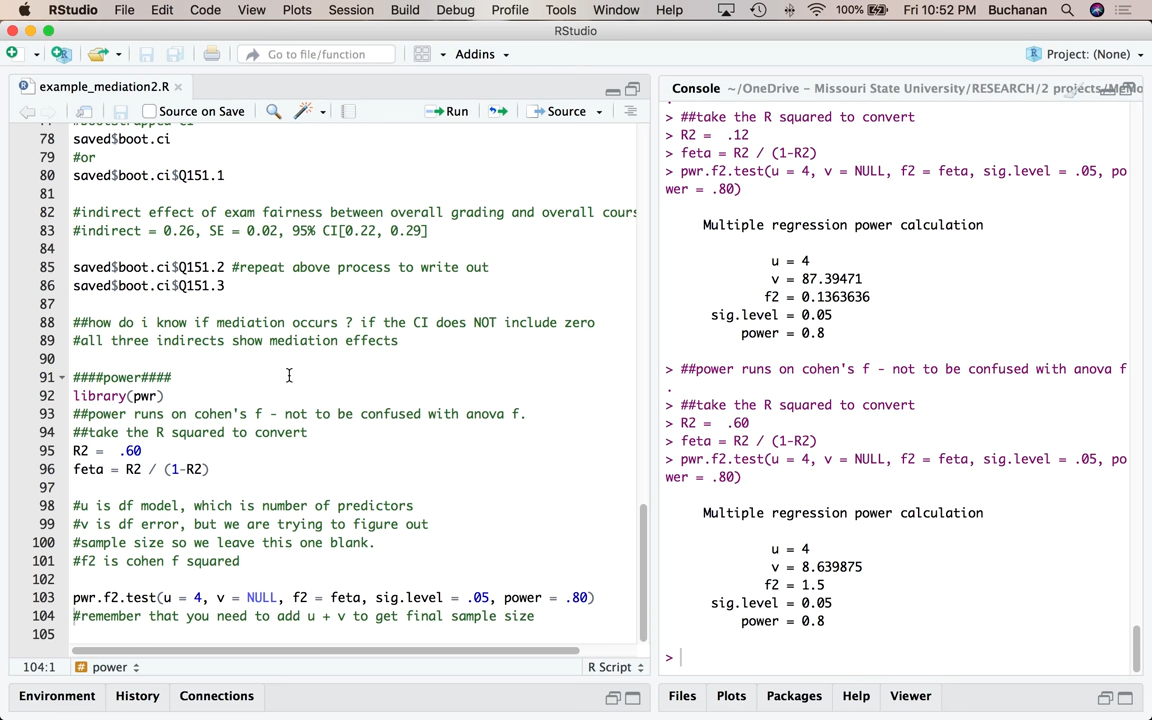 RStudio File Edit Code View Plots Session Build Debug Profile Tools Window Help 100% Fri 10:52 PM Buchanan
RStudio
Go to file/function Addins Project: (None)
example_mediation2.R
Source on Save Run Source
78 saved$boot.ci
79 #or
80 saved$boot.ci$Q151.1
81
82 #indirect effect of exam fairness between overall grading and overall cours
83 #indirect = 0.26, SE = 0.02, 95% CI[0.22, 0.29]
84
85 saved$boot.ci$Q151.2 #repeat above process to write out
86 saved$boot.ci$Q151.3
87
88 ##how do i know if mediation occurs ? if the CI does NOT include zero
89 #all three indirects show mediation effects
90
91 ####power####
92 library(pwr)
93 ##power runs on cohen's f - not to be confused with anova f.
94 ##take the R squared to convert
95 R2 =  .60
96 feta = R2 / (1-R2)
97
98 #u is df model, which is number of predictors
99 #v is df error, but we are trying to figure out
100 #sample size so we leave this one blank.
101 #f2 is cohen f squared
102
103 pwr.f2.test(u = 4, v = NULL, f2 = feta, sig.level = .05, power = .80)
104 #remember that you need to add u + v to get final sample size
105
104:1 power R Script
Environment History Connections
Console ~/OneDrive - Missouri State University/RESEARCH/2 projects/
> ##take the R squared to convert
> R2 =  .12
> feta = R2 / (1-R2)
> pwr.f2.test(u = 4, v = NULL, f2 = feta, sig.level = .05, po
wer = .80)
Multiple regression power calculation
u = 4
v = 87.39471
f2 = 0.1363636
sig.level = 0.05
power = 0.8
> ##power runs on cohen's f - not to be confused with anova f
.
> ##take the R squared to convert
> R2 =  .60
> feta = R2 / (1-R2)
> pwr.f2.test(u = 4, v = NULL, f2 = feta, sig.level = .05, po
wer = .80)
Multiple regression power calculation
u = 4
v = 8.639875
f2 = 1.5
sig.level = 0.05
power = 0.8
>
Files Plots Packages Help Viewer